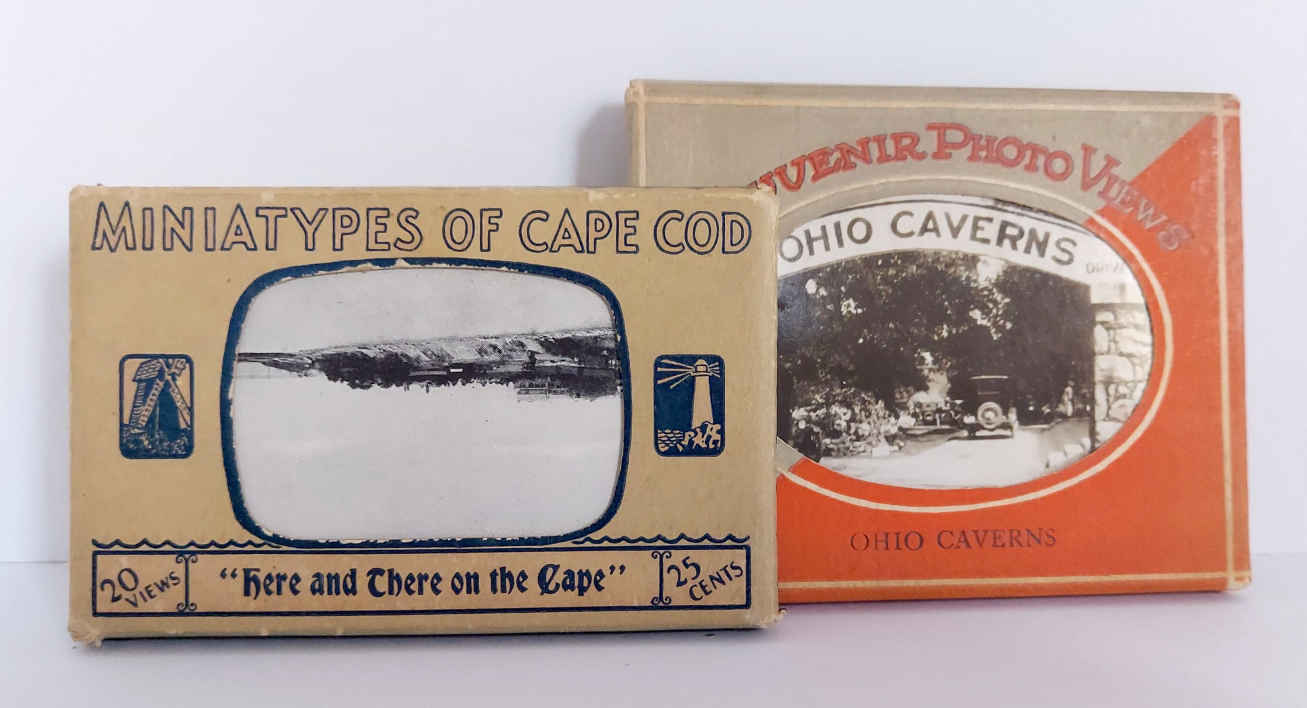 MINIATYPES OF CAPE COD
20 VIEWS
"Here and There on the Cape"
25 CENTS
UVENIR PHOTO VIEWS
OHIO CAVERNS
OHIO CAVERNS